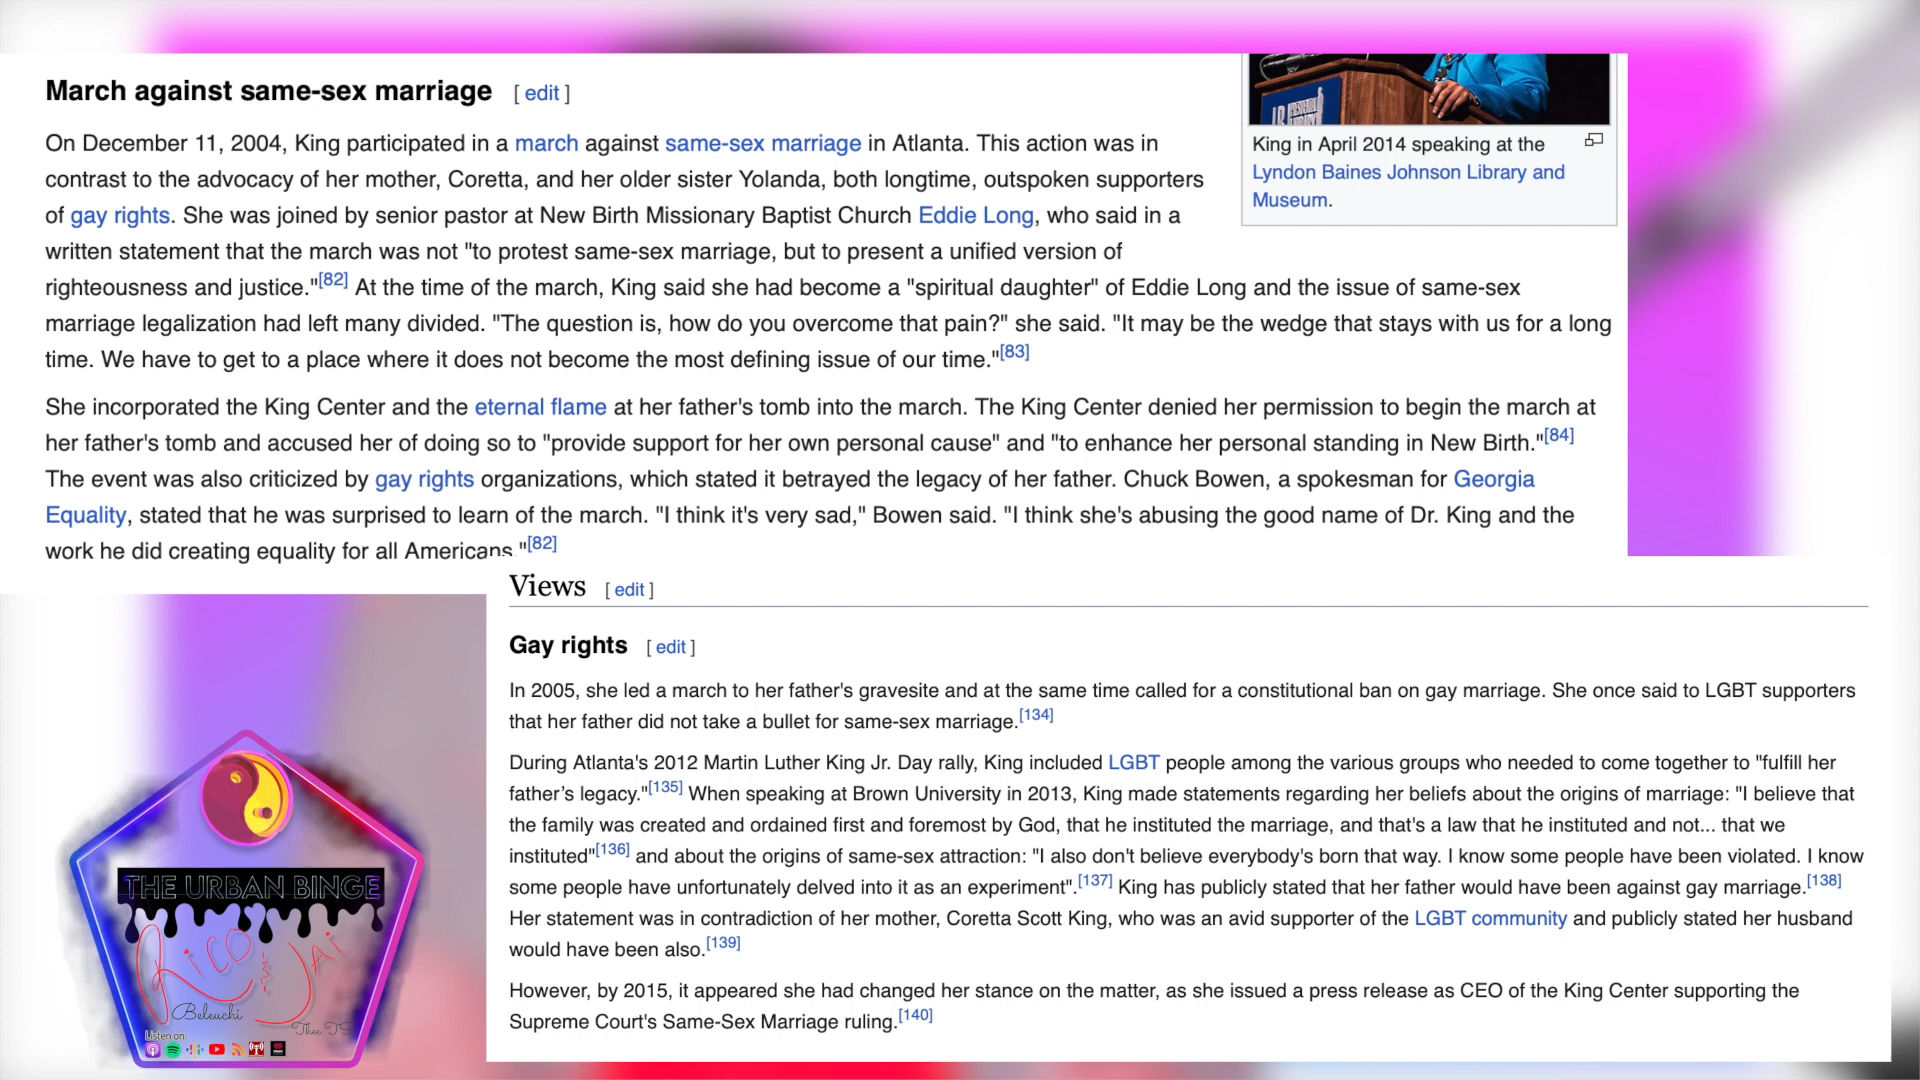 March against same-sex marriage [ edit ]
On December 11, 2004, King participated in a march against same-sex marriage in Atlanta. This action was in
contrast to the advocacy of her mother, Coretta, and her older sister Yolanda, both longtime, outspoken supporters
of gay rights. She was joined by senior pastor at New Birth Missionary Baptist Church Eddie Long, who said in a
written statement that the march was not "to protest same-sex marriage, but to present a unified version of
righteousness and justice."[82] At the time of the march, King said she had become a "spiritual daughter" of Eddie Long and the issue of same-sex
marriage legalization had left many divided. "The question is, how do you overcome that pain?" she said. "It may be the wedge that stays with us for a long
time. We have to get to a place where it does not become the most defining issue of our time."[83]
King in April 2014 speaking at the
Lyndon Baines Johnson Library and
Museum.
She incorporated the King Center and the eternal flame at her father's tomb into the march. The King Center denied her permission to begin the march at
her father's tomb and accused her of doing so to "provide support for her own personal cause" and "to enhance her personal standing in New Birth."[84]
The event was also criticized by gay rights organizations, which stated it betrayed the legacy of her father. Chuck Bowen, a spokesman for Georgia
Equality, stated that he was surprised to learn of the march. "I think it's very sad," Bowen said. "I think she's abusing the good name of Dr. King and the
work he did creating equality for all Americans."[82]
Views [ edit ]
Gay rights [ edit ]
In 2005, she led a march to her father's gravesite and at the same time called for a constitutional ban on gay marriage. She once said to LGBT supporters
that her father did not take a bullet for same-sex marriage.[134]
During Atlanta's 2012 Martin Luther King Jr. Day rally, King included LGBT people among the various groups who needed to come together to "fulfill her
father’s legacy."[135] When speaking at Brown University in 2013, King made statements regarding her beliefs about the origins of marriage: "I believe that
the family was created and ordained first and foremost by God, that he instituted the marriage, and that's a law that he instituted and not... that we
instituted"[136] and about the origins of same-sex attraction: "I also don't believe everybody's born that way. I know some people have been violated. I know
some people have unfortunately delved into it as an experiment".[137] King has publicly stated that her father would have been against gay marriage.[138]
Her statement was in contradiction of her mother, Coretta Scott King, who was an avid supporter of the LGBT community and publicly stated her husband
would have been also.[139]
However, by 2015, it appeared she had changed her stance on the matter, as she issued a press release as CEO of the King Center supporting the
Supreme Court's Same-Sex Marriage ruling.[140]
THE URBAN BINGE
Rico & Jai
Beleuchi
Thee TS
Listen on: